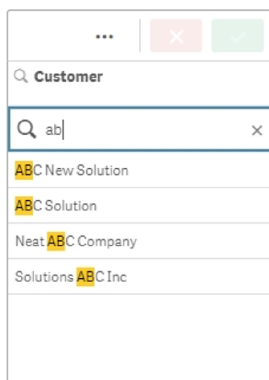 ...
Customer
ab
ABC New Solution
ABC Solution
Neat ABC Company
Solutions ABC Inc